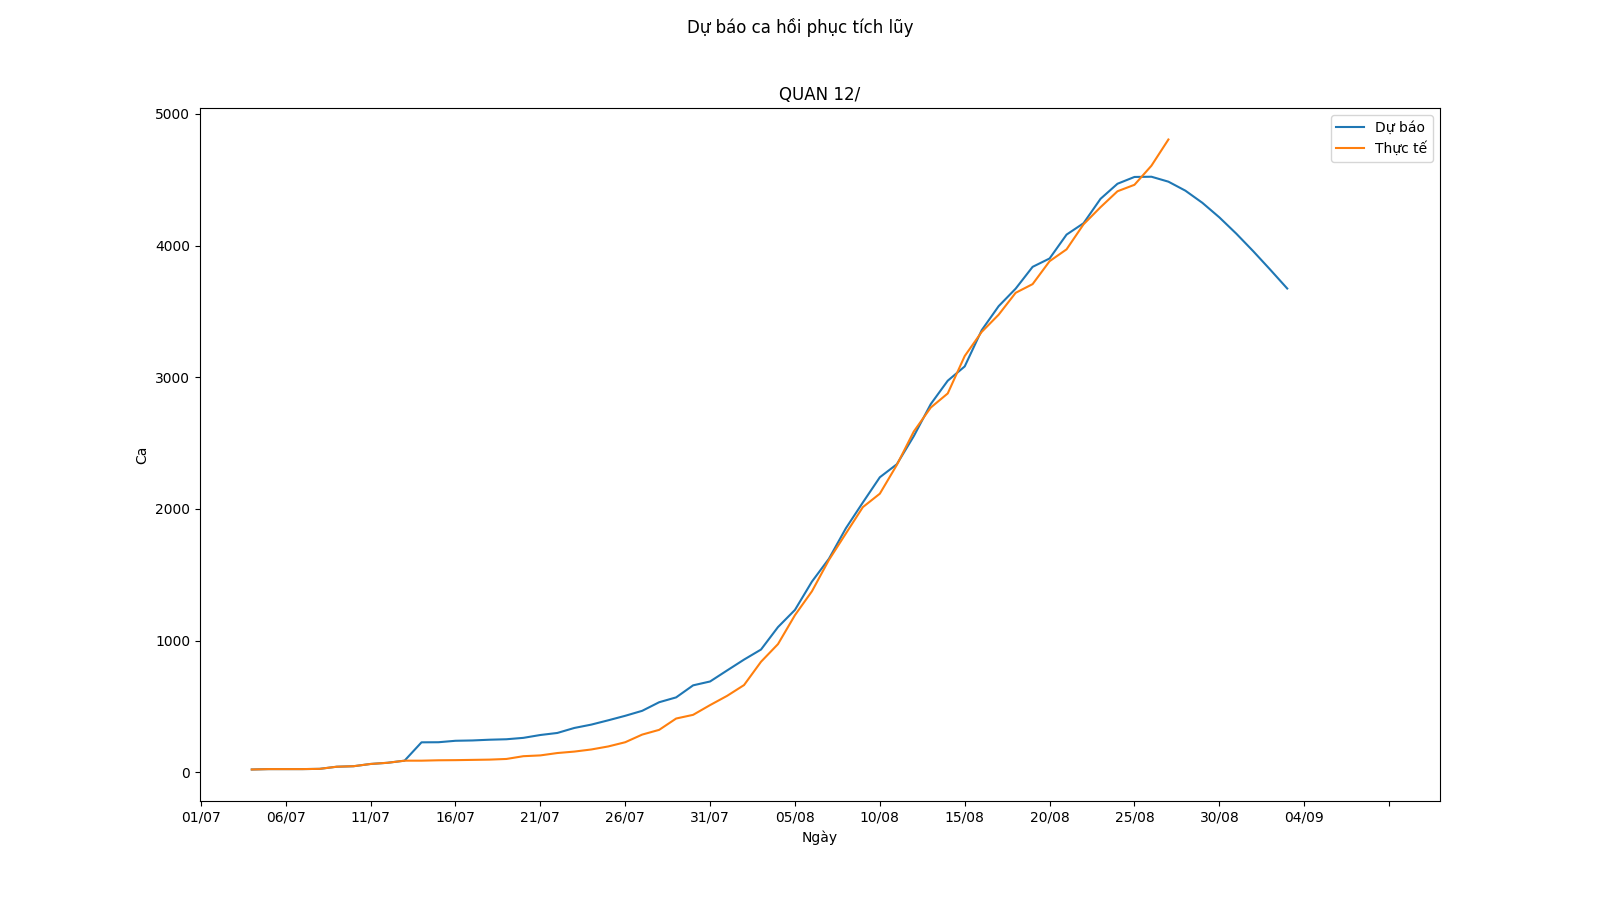 Dự báo ca hồi phục tích lũy
QUAN 12/
Dự báo
Thực tế
5000
4000
3000
2000
1000
0
Ca
01/07 06/07 11/07 16/07 21/07 26/07 31/07 05/08 10/08 15/08 20/08 25/08 30/08 04/09
Ngày